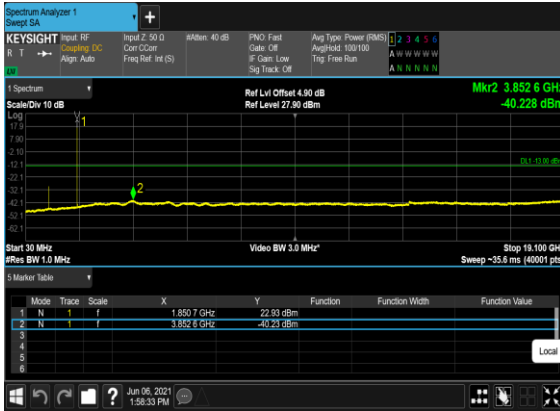 Spectrum Analyzer 1
Swept SA
+
KEYSIGHT
R T
LV
Input: RF
Coupling: DC
Align: Auto
Input Z: 50 Ω
Corr CCorr
Freq Ref: Int (S)
#Atten: 40 dB
PNO: Fast
Gate: Off
IF Gain: Low
Sig Track: Off
Avg Type: Power (RMS)
Avg|Hold: 100/100
Trig: Free Run
1 2 3 4 5 6
A W W W W W
A N N N N N
1 Spectrum
Scale/Div 10 dB
Ref Lvl Offset 4.90 dB
Ref Level 27.90 dBm
Mkr2 3.852 6 GHz
-40.228 dBm
Log
17.9
7.90
-2.10
-12.1
-22.1
-32.1
-42.1
-52.1
-62.1
1
2
DL1 -13.00 dBm
Start 30 MHz
#Res BW 1.0 MHz
Video BW 3.0 MHz*
Stop 19.100 GHz
Sweep ~35.6 ms (40001 pts)
5 Marker Table
Mode Trace Scale X Y Function Function Width Function Value
1 N 1 f 1.850 7 GHz 22.93 dBm
2 N 1 f 3.852 6 GHz -40.23 dBm
3
4
5
6
Local
?
Jun 06, 2021
1:58:33 PM